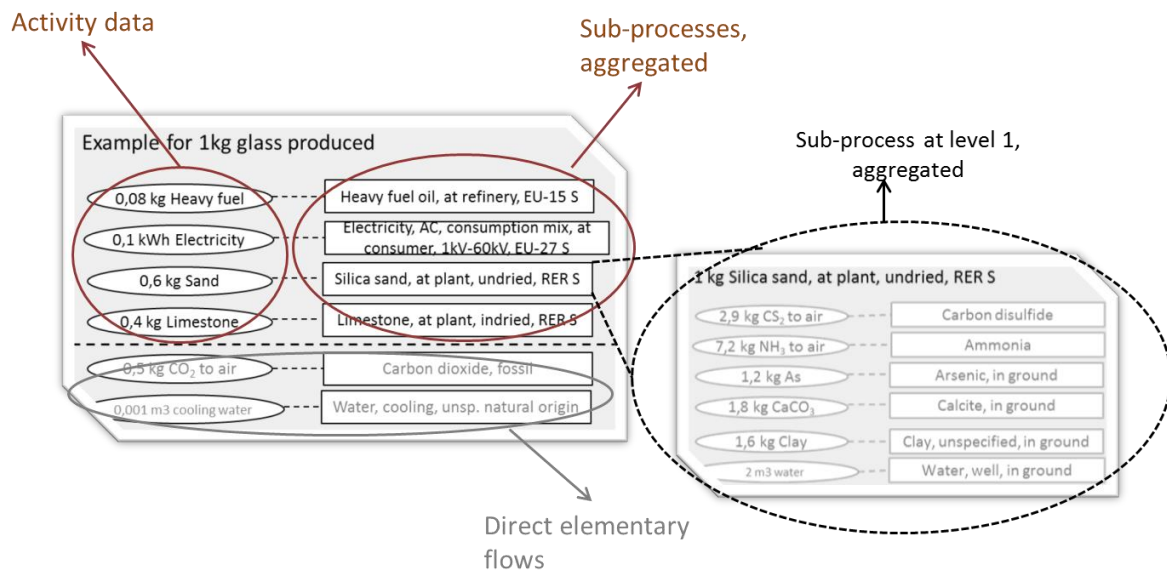 Activity data
Sub-processes,
aggregated
Example for 1kg glass produced
0,08 kg Heavy fuel
Heavy fuel oil, at refinery, EU-15 S
0,1 kWh Electricity
Electricity, AC, consumption mix, at
consumer, 1kV-60kV, EU-27 S
0,6 kg Sand
Silica sand, at plant, undried, RER S
0,4 kg Limestone
Limestone, at plant, indried, RER S
0,5 kg CO₂ to air
Carbon dioxide, fossil
0,001 m3 cooling water
Water, cooling, unsp. natural origin
Direct elementary
flows
Sub-process at level 1,
aggregated
1 kg Silica sand, at plant, undried, RER S
2,9 kg CS₂ to air
Carbon disulfide
7,2 kg NH₃ to air
Ammonia
1,2 kg As
Arsenic, in ground
1,8 kg CaCO₃
Calcite, in ground
1,6 kg Clay
Clay, unspecified, in ground
2 m3 water
Water, well, in ground